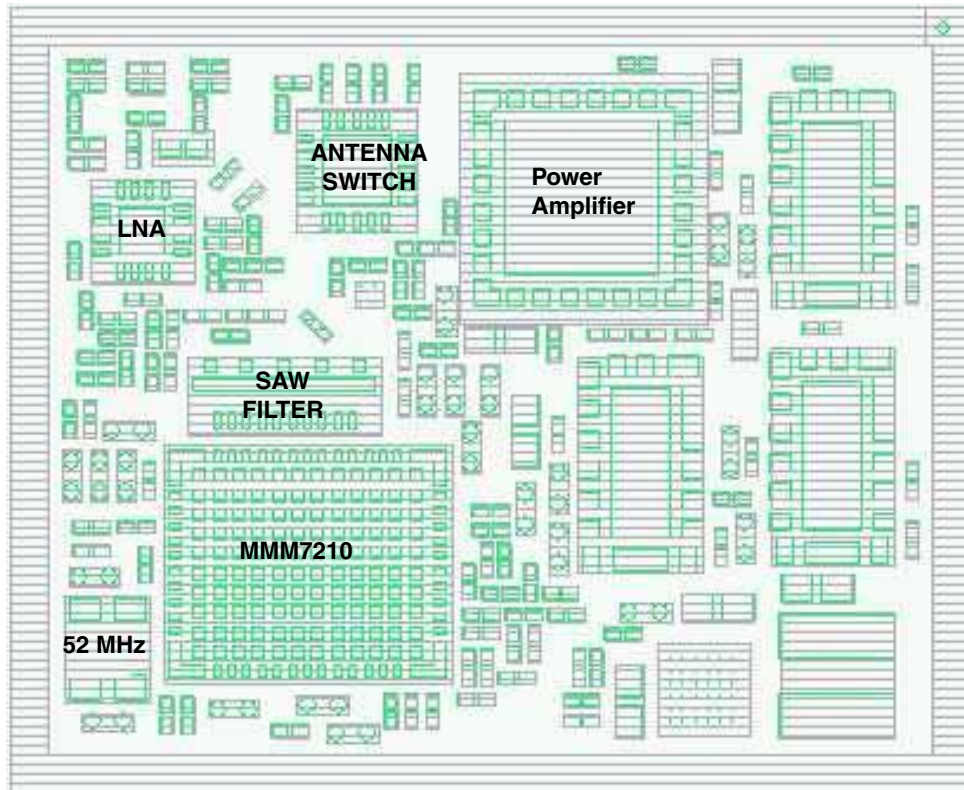 ANTENNA
SWITCH
Power
Amplifier
LNA
SAW
FILTER
MMM7210
52 MHz